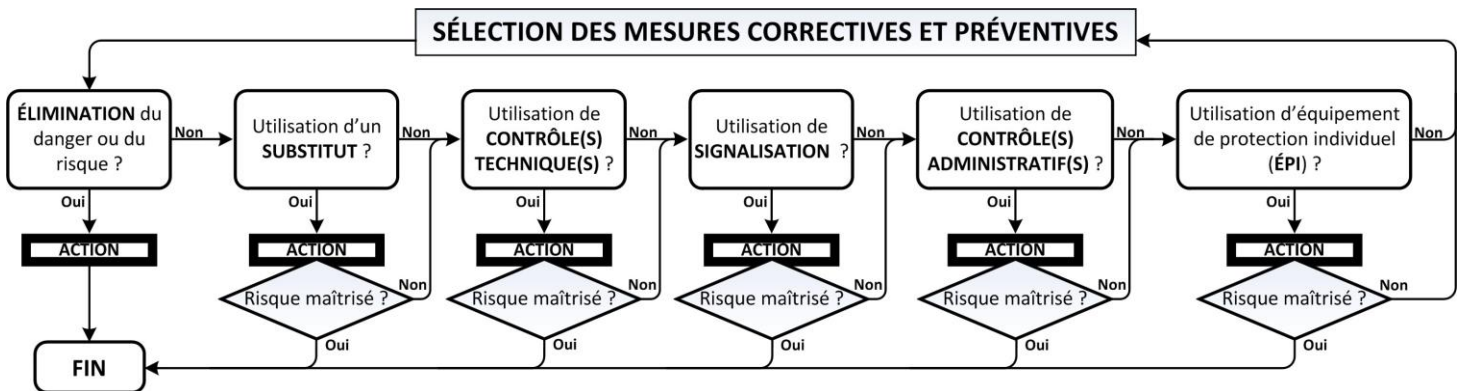 SÉLECTION DES MESURES CORRECTIVES ET PRÉVENTIVES
ÉLIMINATION du
danger ou du
risque ?
Non
Utilisation d'un
SUBSTITUT ?
Non
Utilisation de
CONTRÔLE(S)
TECHNIQUE(S) ?
Non
Utilisation de
SIGNALISATION ?
Non
Utilisation de
CONTRÔLE(S)
ADMINISTRATIF(S) ?
Non
Utilisation d'équipement
de protection individuel
(ÉPI) ?
Non
Oui
Oui
Oui
Oui
Oui
Oui
ACTION
ACTION
ACTION
ACTION
ACTION
ACTION
Risque maîtrisé ?
Non
Risque maîtrisé ?
Non
Risque maîtrisé ?
Non
Risque maîtrisé ?
Non
Risque maîtrisé ?
Non
Oui
Oui
Oui
Oui
Oui
FIN